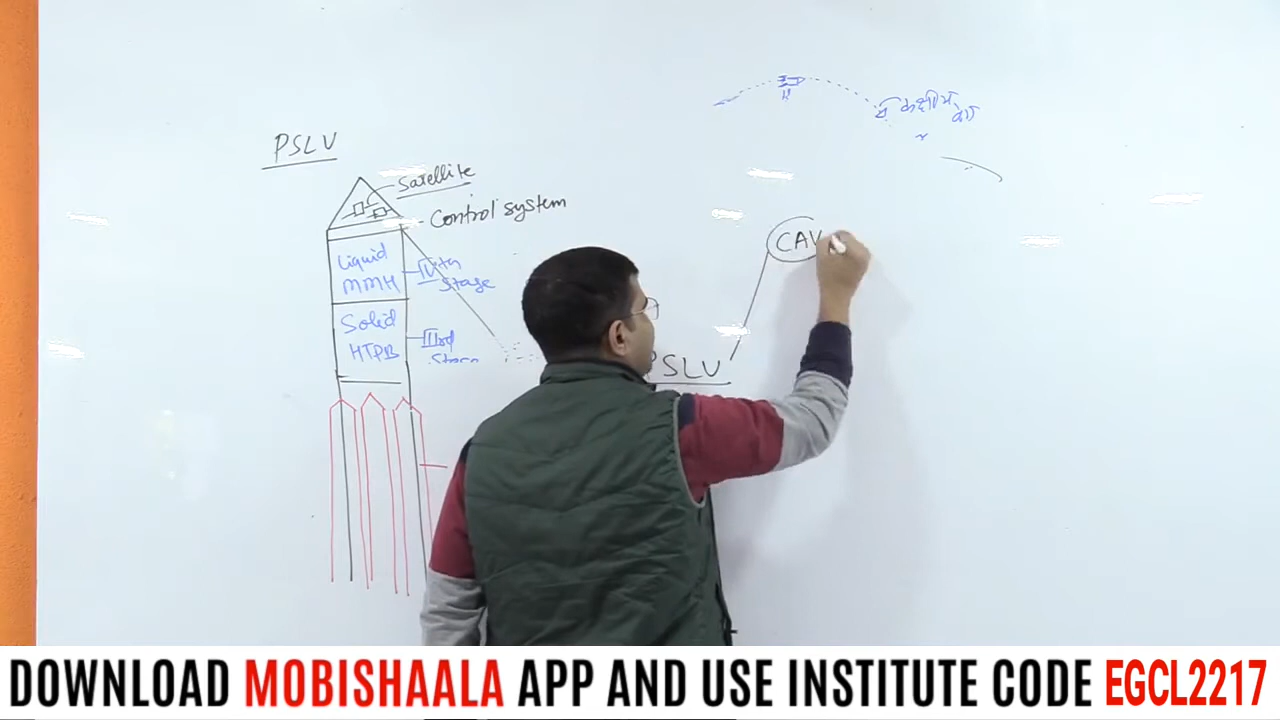 PSLV
Satellite
Control system
Liquid
MMH
IVth
Stage
Solid
HTPB
IIIrd
PSLV
CAV
DOWNLOAD MOBISHAALA APP AND USE INSTITUTE CODE EGCL2217